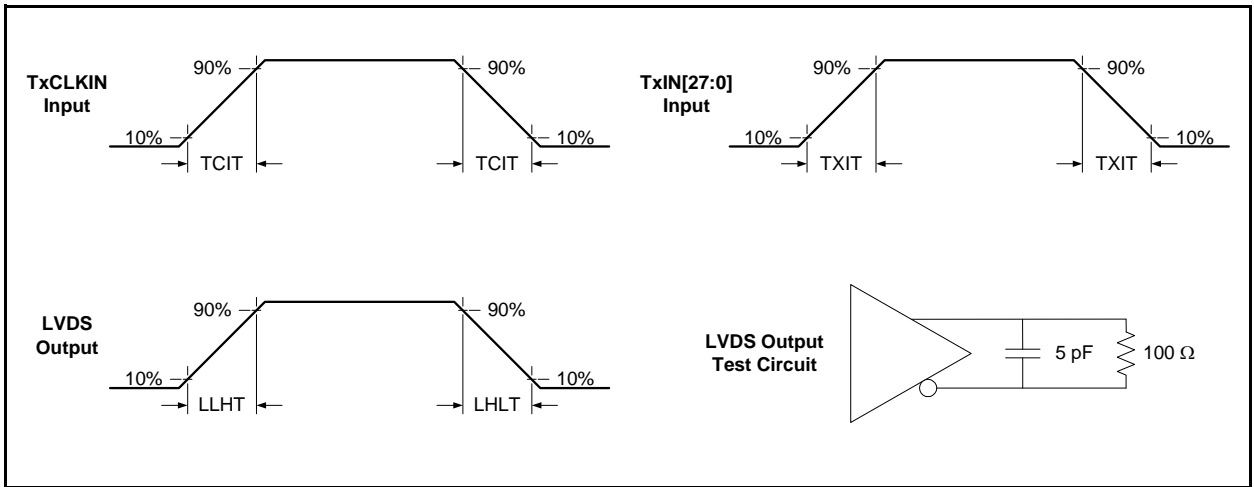 TxCLKIN
Input
90%
90%
10%
10%
TCIT
TCIT
TxIN[27:0]
Input
90%
90%
10%
10%
TXIT
TXIT
LVDS
Output
90%
90%
10%
10%
LLHT
LHLT
LVDS Output
Test Circuit
5 pF
100 Ω